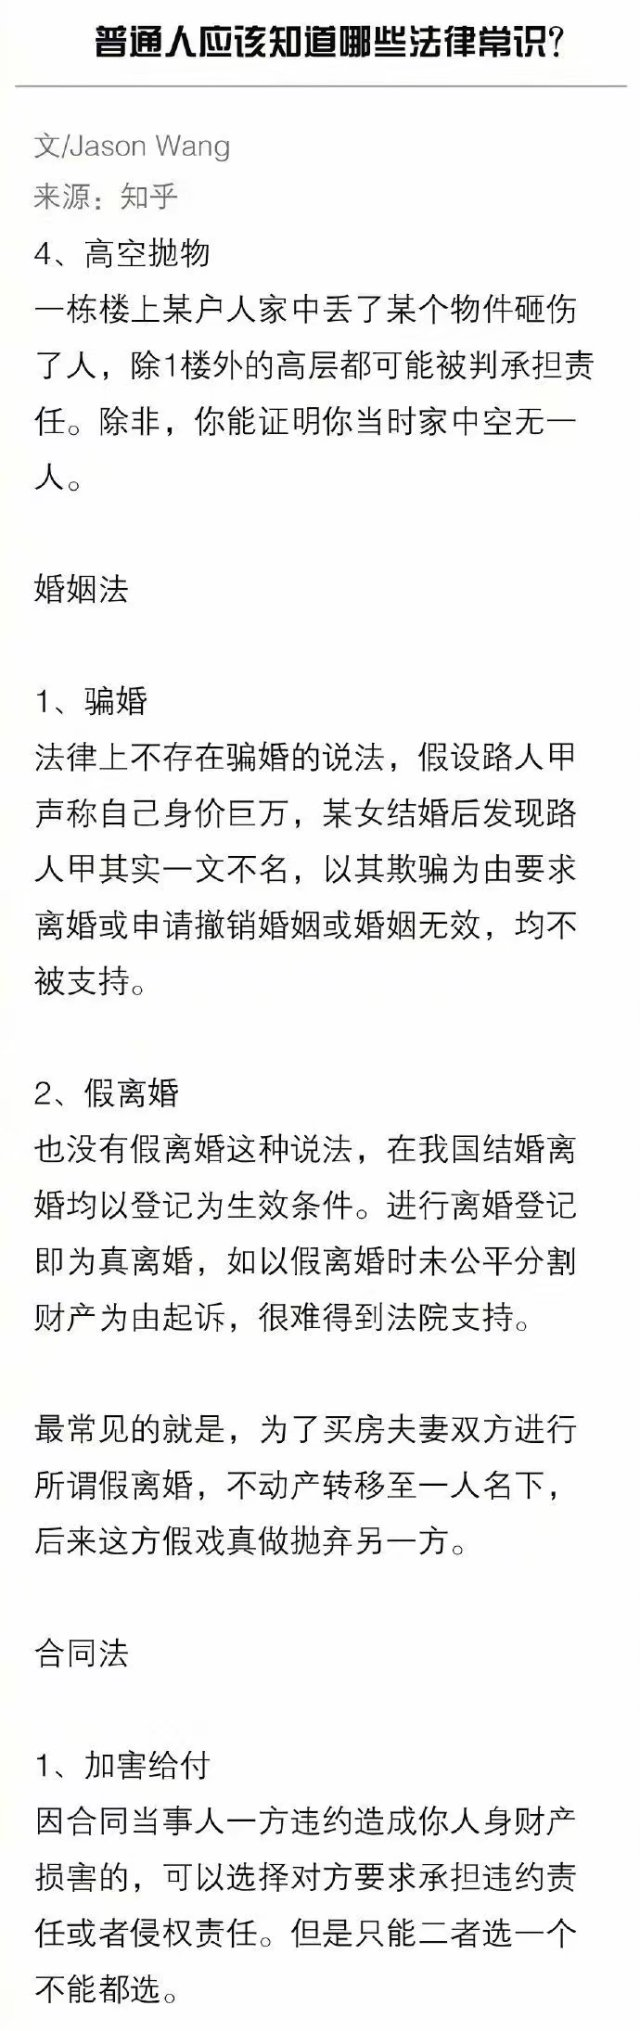 普通人应该知道哪些法律常识?
文/Jason Wang
来源：知乎
4、高空抛物
一栋楼上某户人家中丢了某个物件砸伤
了人，除1楼外的高层都可能被判承担责
任。除非，你能证明你当时家中空无一
人。
婚姻法
1、骗婚
法律上不存在骗婚的说法，假设路人甲
声称自己身价巨万，某女结婚后发现路
人甲其实一文不名，以其欺骗为由要求
离婚或申请撤销婚姻或婚姻无效，均不
被支持。
2、假离婚
也没有假离婚这种说法，在我国结婚离
婚均以登记为生效条件。进行离婚登记
即为真离婚，如以假离婚时未公平分割
财产为由起诉，很难得到法院支持。
最常见的就是，为了买房夫妻双方进行
所谓假离婚，不动产转移至一人名下，
后来这方假戏真做抛弃另一方。
合同法
1、加害给付
因合同当事人一方违约造成你人身财产
损害的，可以选择对方要求承担违约责
任或者侵权责任。但是只能二者选一个
不能都选。